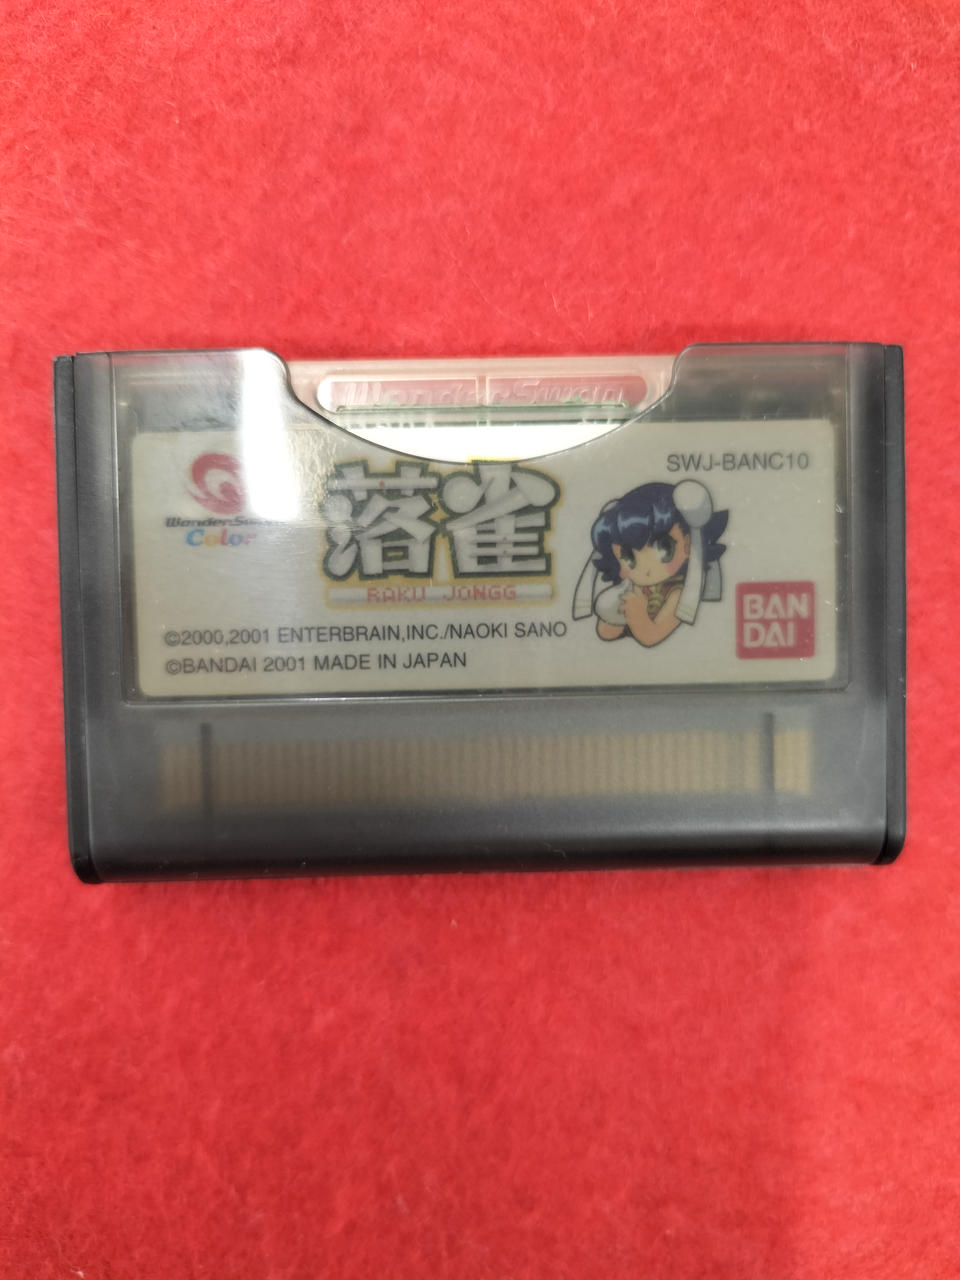 WonderSwan
SWJ-BANC10
WonderSwan
Color
落雀
RAKU JONGG
BAN
DAI
©2000,2001 ENTERBRAIN,INC./NAOKI SANO
©BANDAI 2001 MADE IN JAPAN